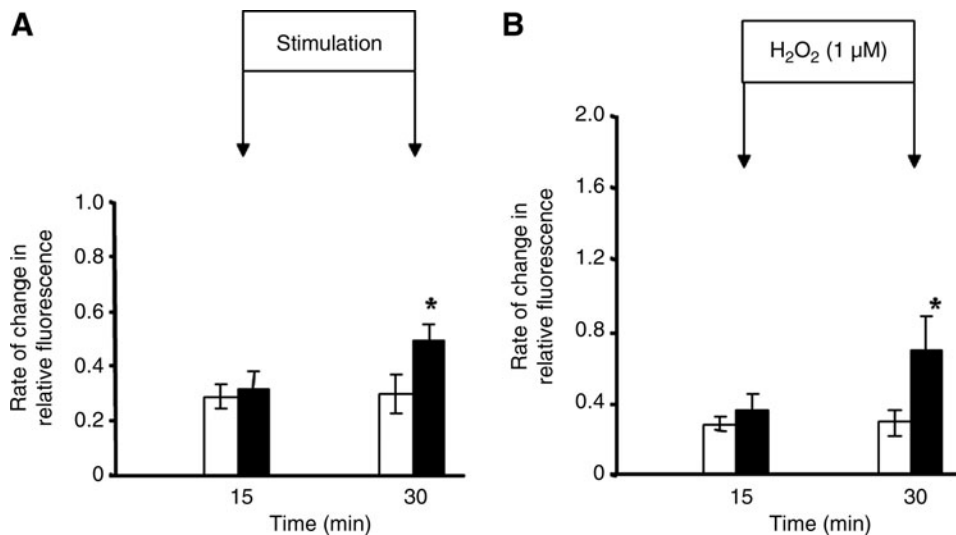 A
Stimulation
Rate of change in
relative fluorescence
1.0
0.8
0.6
0.4
0.2
0
*
15
30
Time (min)
B
H₂O₂ (1 µM)
Rate of change in
relative fluorescence
2.0
1.6
1.2
0.8
0.4
0
*
15
30
Time (min)